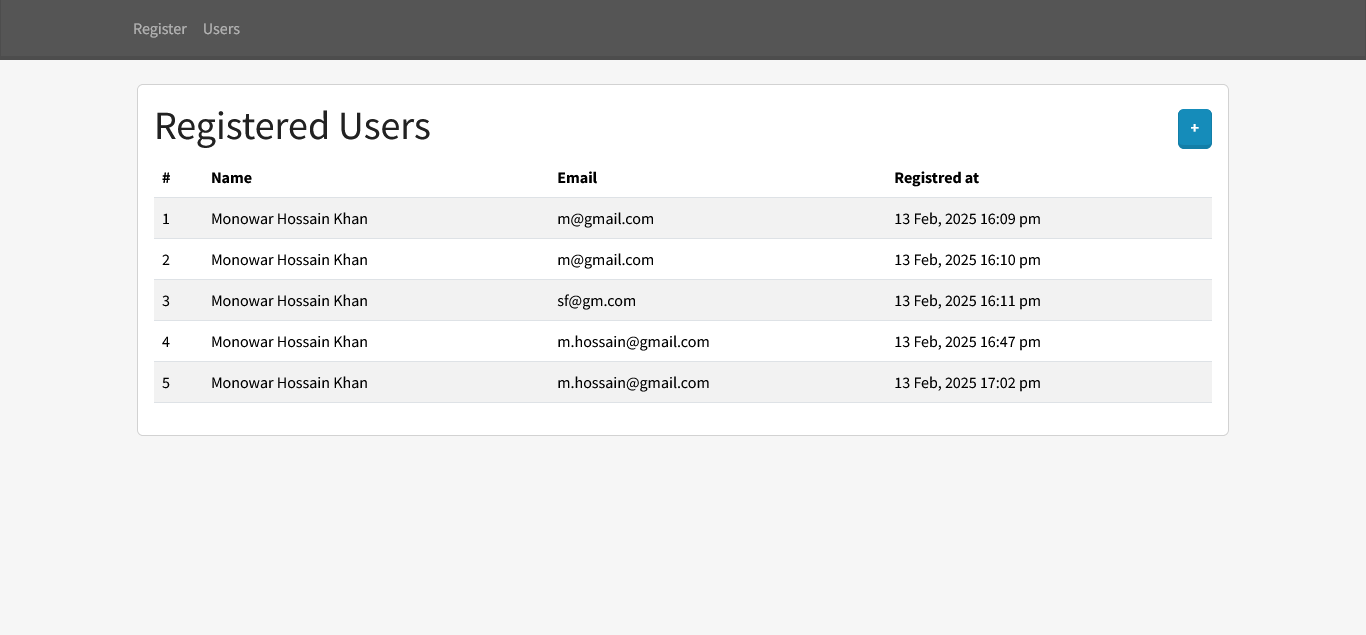 Register Users
Registered Users
+
# Name Email Registred at
1 Monowar Hossain Khan m@gmail.com 13 Feb, 2025 16:09 pm
2 Monowar Hossain Khan m@gmail.com 13 Feb, 2025 16:10 pm
3 Monowar Hossain Khan sf@gm.com 13 Feb, 2025 16:11 pm
4 Monowar Hossain Khan m.hossain@gmail.com 13 Feb, 2025 16:47 pm
5 Monowar Hossain Khan m.hossain@gmail.com 13 Feb, 2025 17:02 pm